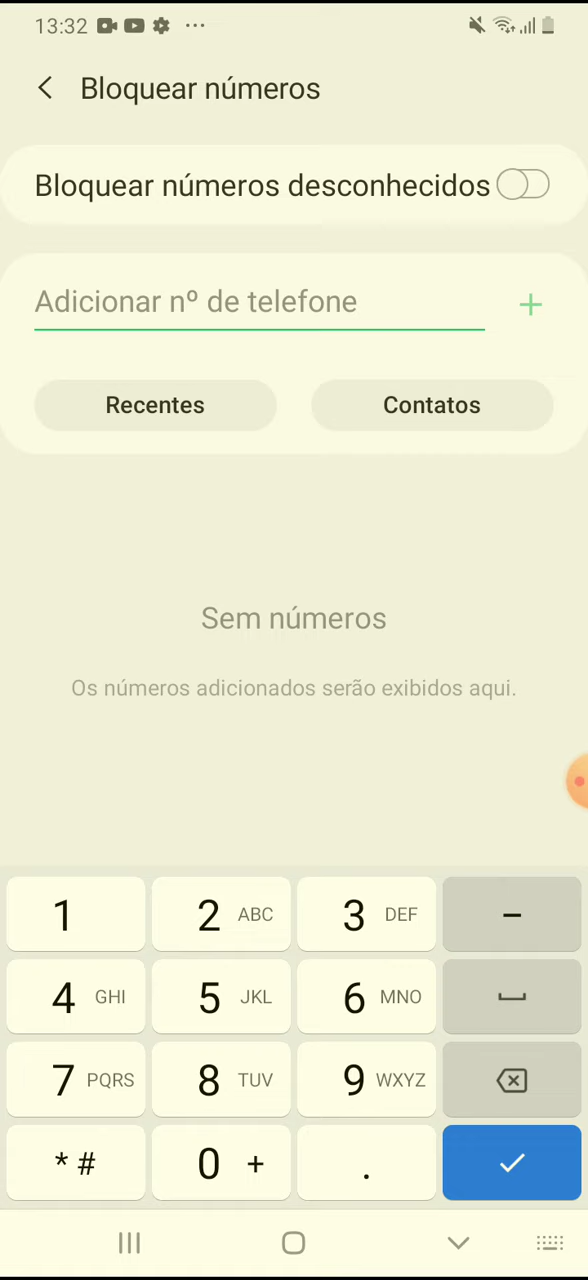 13:32
Bloquear números
Bloquear números desconhecidos
Adicionar nº de telefone
+
Recentes
Contatos
Sem números
Os números adicionados serão exibidos aqui.
1 2 ABC 3 DEF –
4 GHI 5 JKL 6 MNO
7 PQRS 8 TUV 9 WXYZ
* # 0 + .